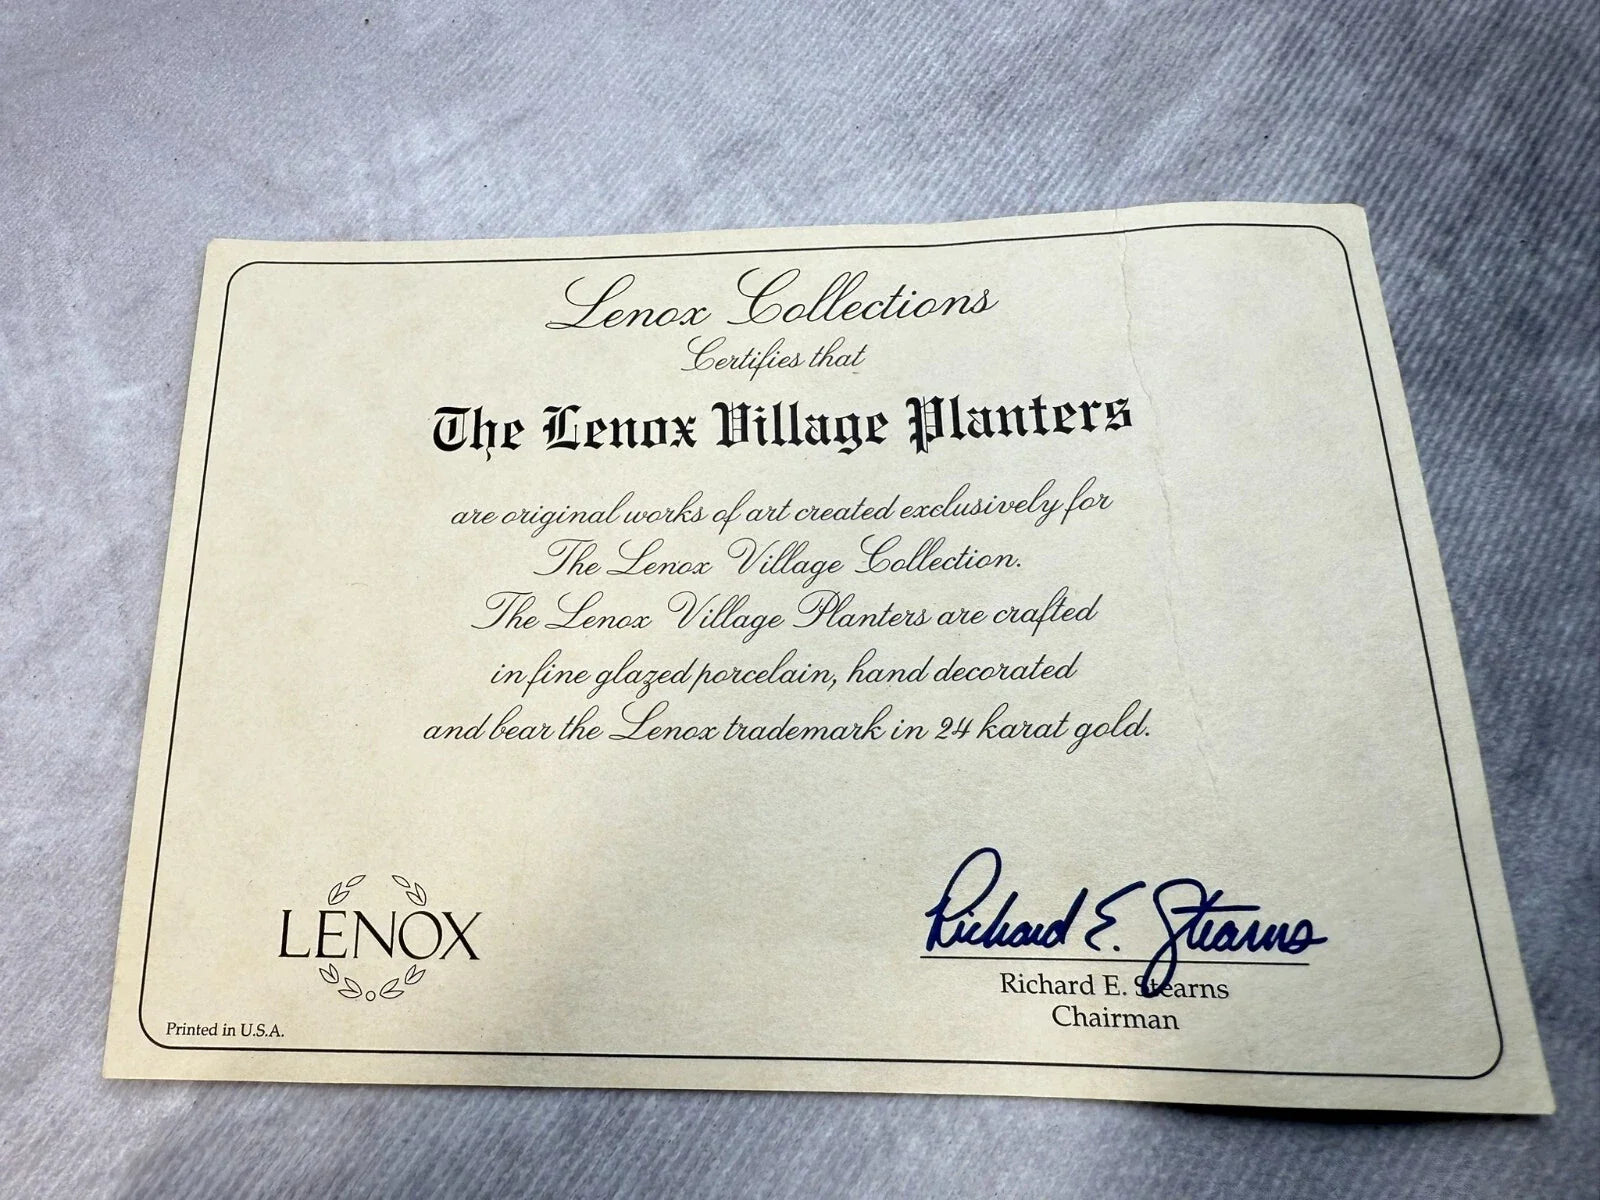 Lenox Collections
Certifies that
The Lenox Village Planters
are original works of art created exclusively for
The Lenox Village Collection.
The Lenox Village Planters are crafted
in fine glazed porcelain, hand decorated
and bear the Lenox trademark in 24 karat gold.
LENOX
Printed in U.S.A.
Richard E. Stearns
Richard E. Stearns
Chairman